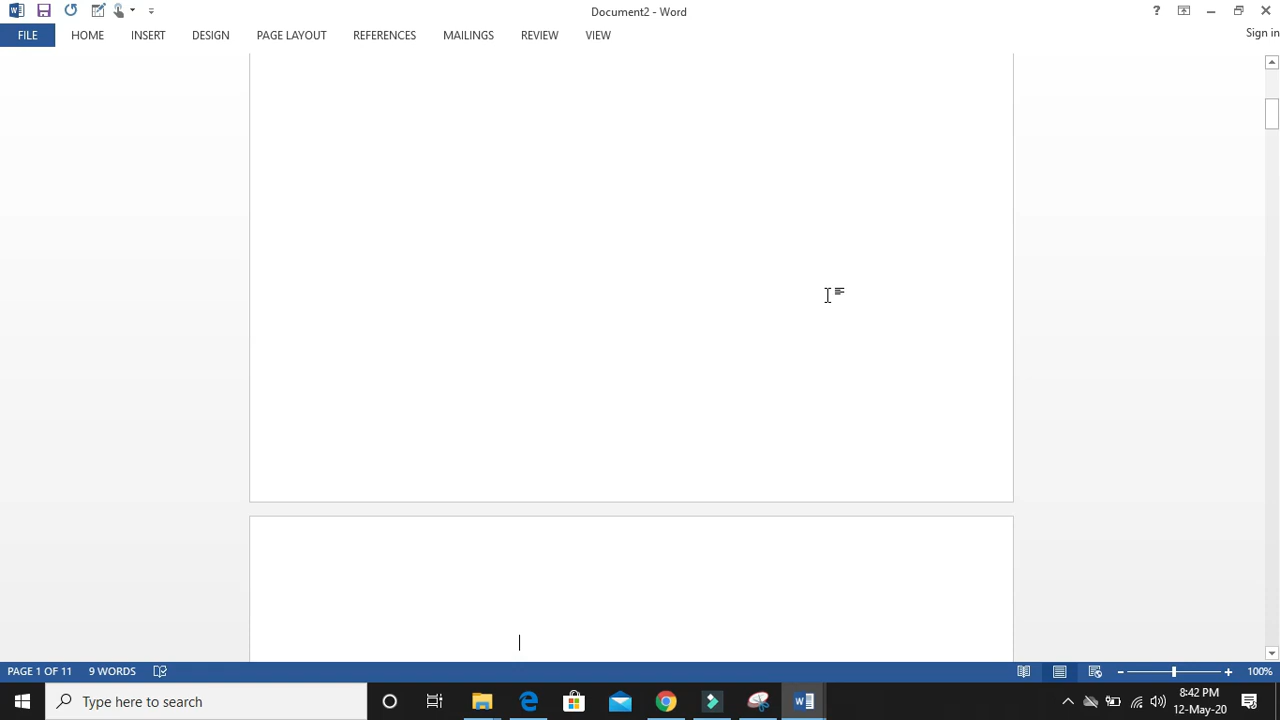 Document2 - Word
?
FILE HOME INSERT DESIGN PAGE LAYOUT REFERENCES MAILINGS REVIEW VIEW
Sign in
PAGE 1 OF 11 9 WORDS
100%
Type here to search
8:42 PM
12-May-20